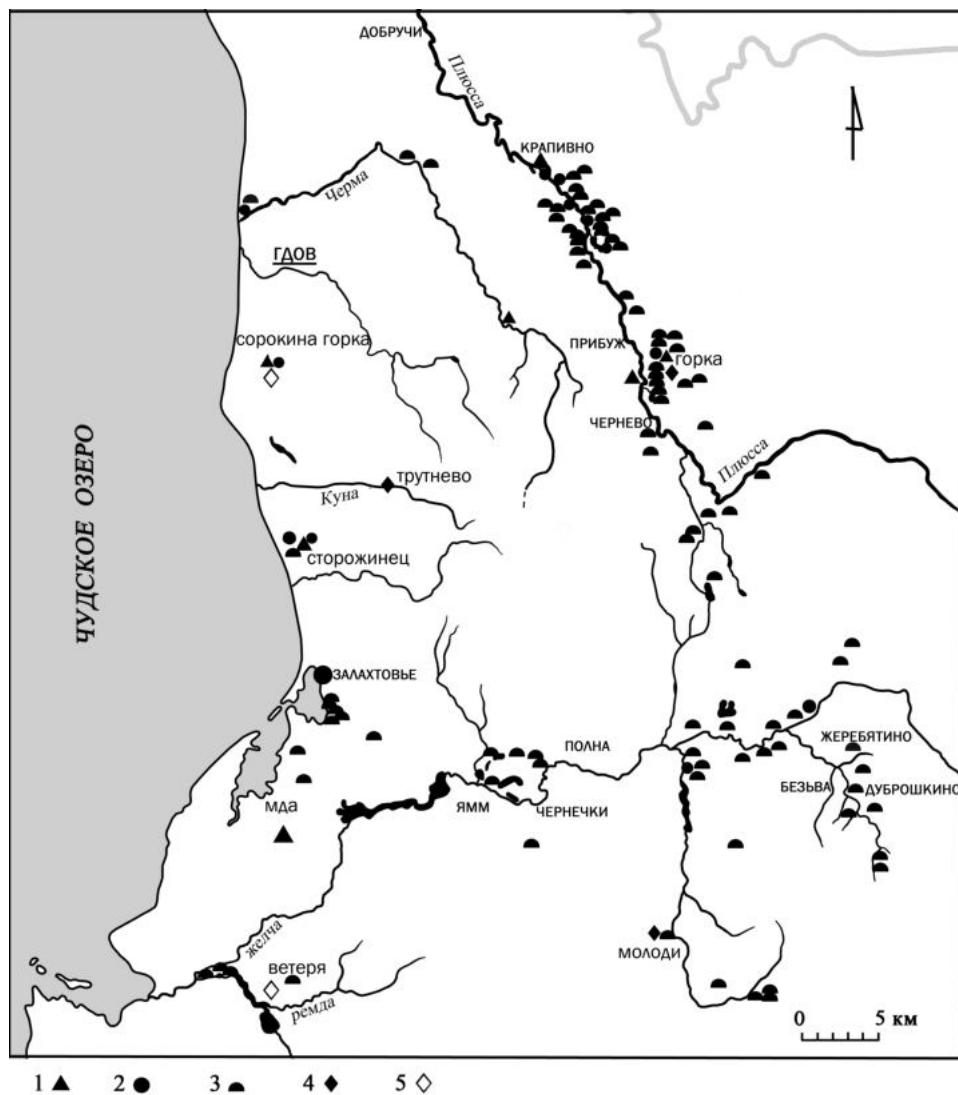 ДОБРУЧИ
Плюсса
КРАПИВНО
Черма
ГДОВ
сорокина горка
ПРИБУЖ
горка
ЧЕРНЕВО
Плюсса
трутнево
Куна
сторожинец
ЧУДСКОЕ ОЗЕРО
ЗАЛАХТОВЬЕ
ПОЛНА
ЖЕРЕБЯТИНО
БЕЗЬВА
ДУБРОШКИНО
ЯММ
ЧЕРНЕЧКИ
мда
желча
ветеря
ремда
МОЛОДИ
0 5 км
1 2 3 4 5